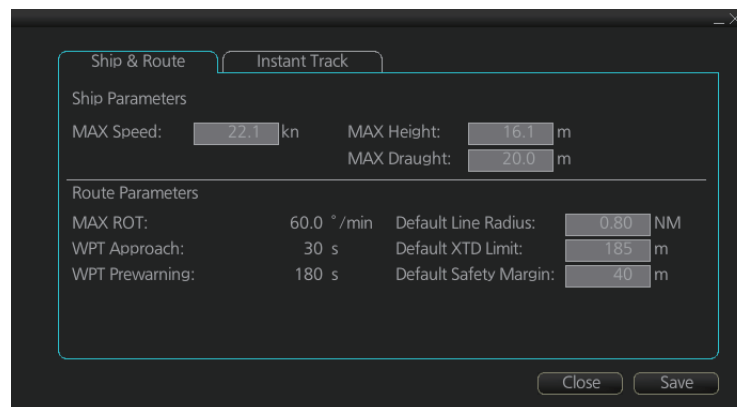 Ship & Route Instant Track
Ship Parameters
MAX Speed: 22.1 kn MAX Height: 16.1 m
MAX Draught: 20.0 m
Route Parameters
MAX ROT: 60.0 °/min Default Line Radius: 0.80 NM
WPT Approach: 30 s Default XTD Limit: 185 m
WPT Prewarning: 180 s Default Safety Margin: 40 m
Close Save